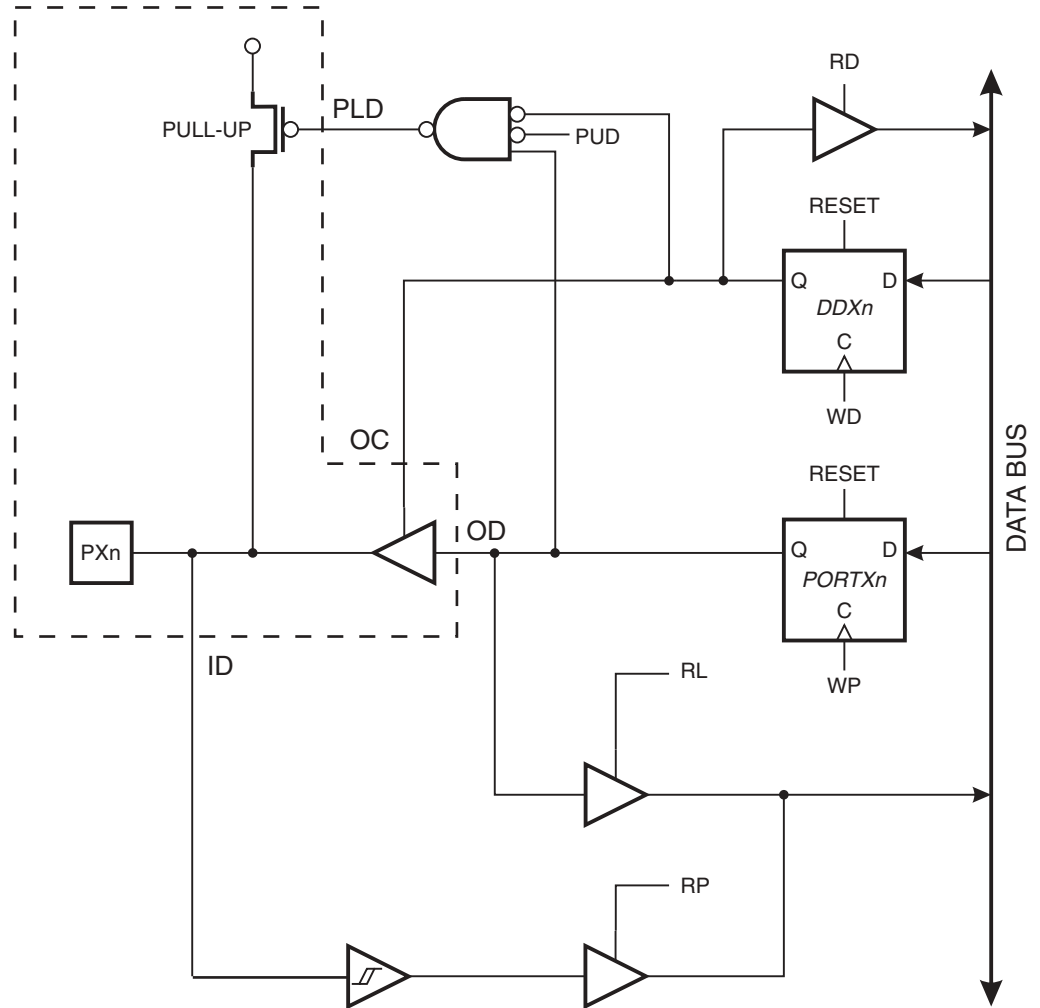 RD
PLD
PULL-UP
PUD
RESET
Q
D
DDXn
C
WD
OC
RESET
DATA BUS
OD
PXn
Q
D
PORTXn
C
WP
ID
RL
RP